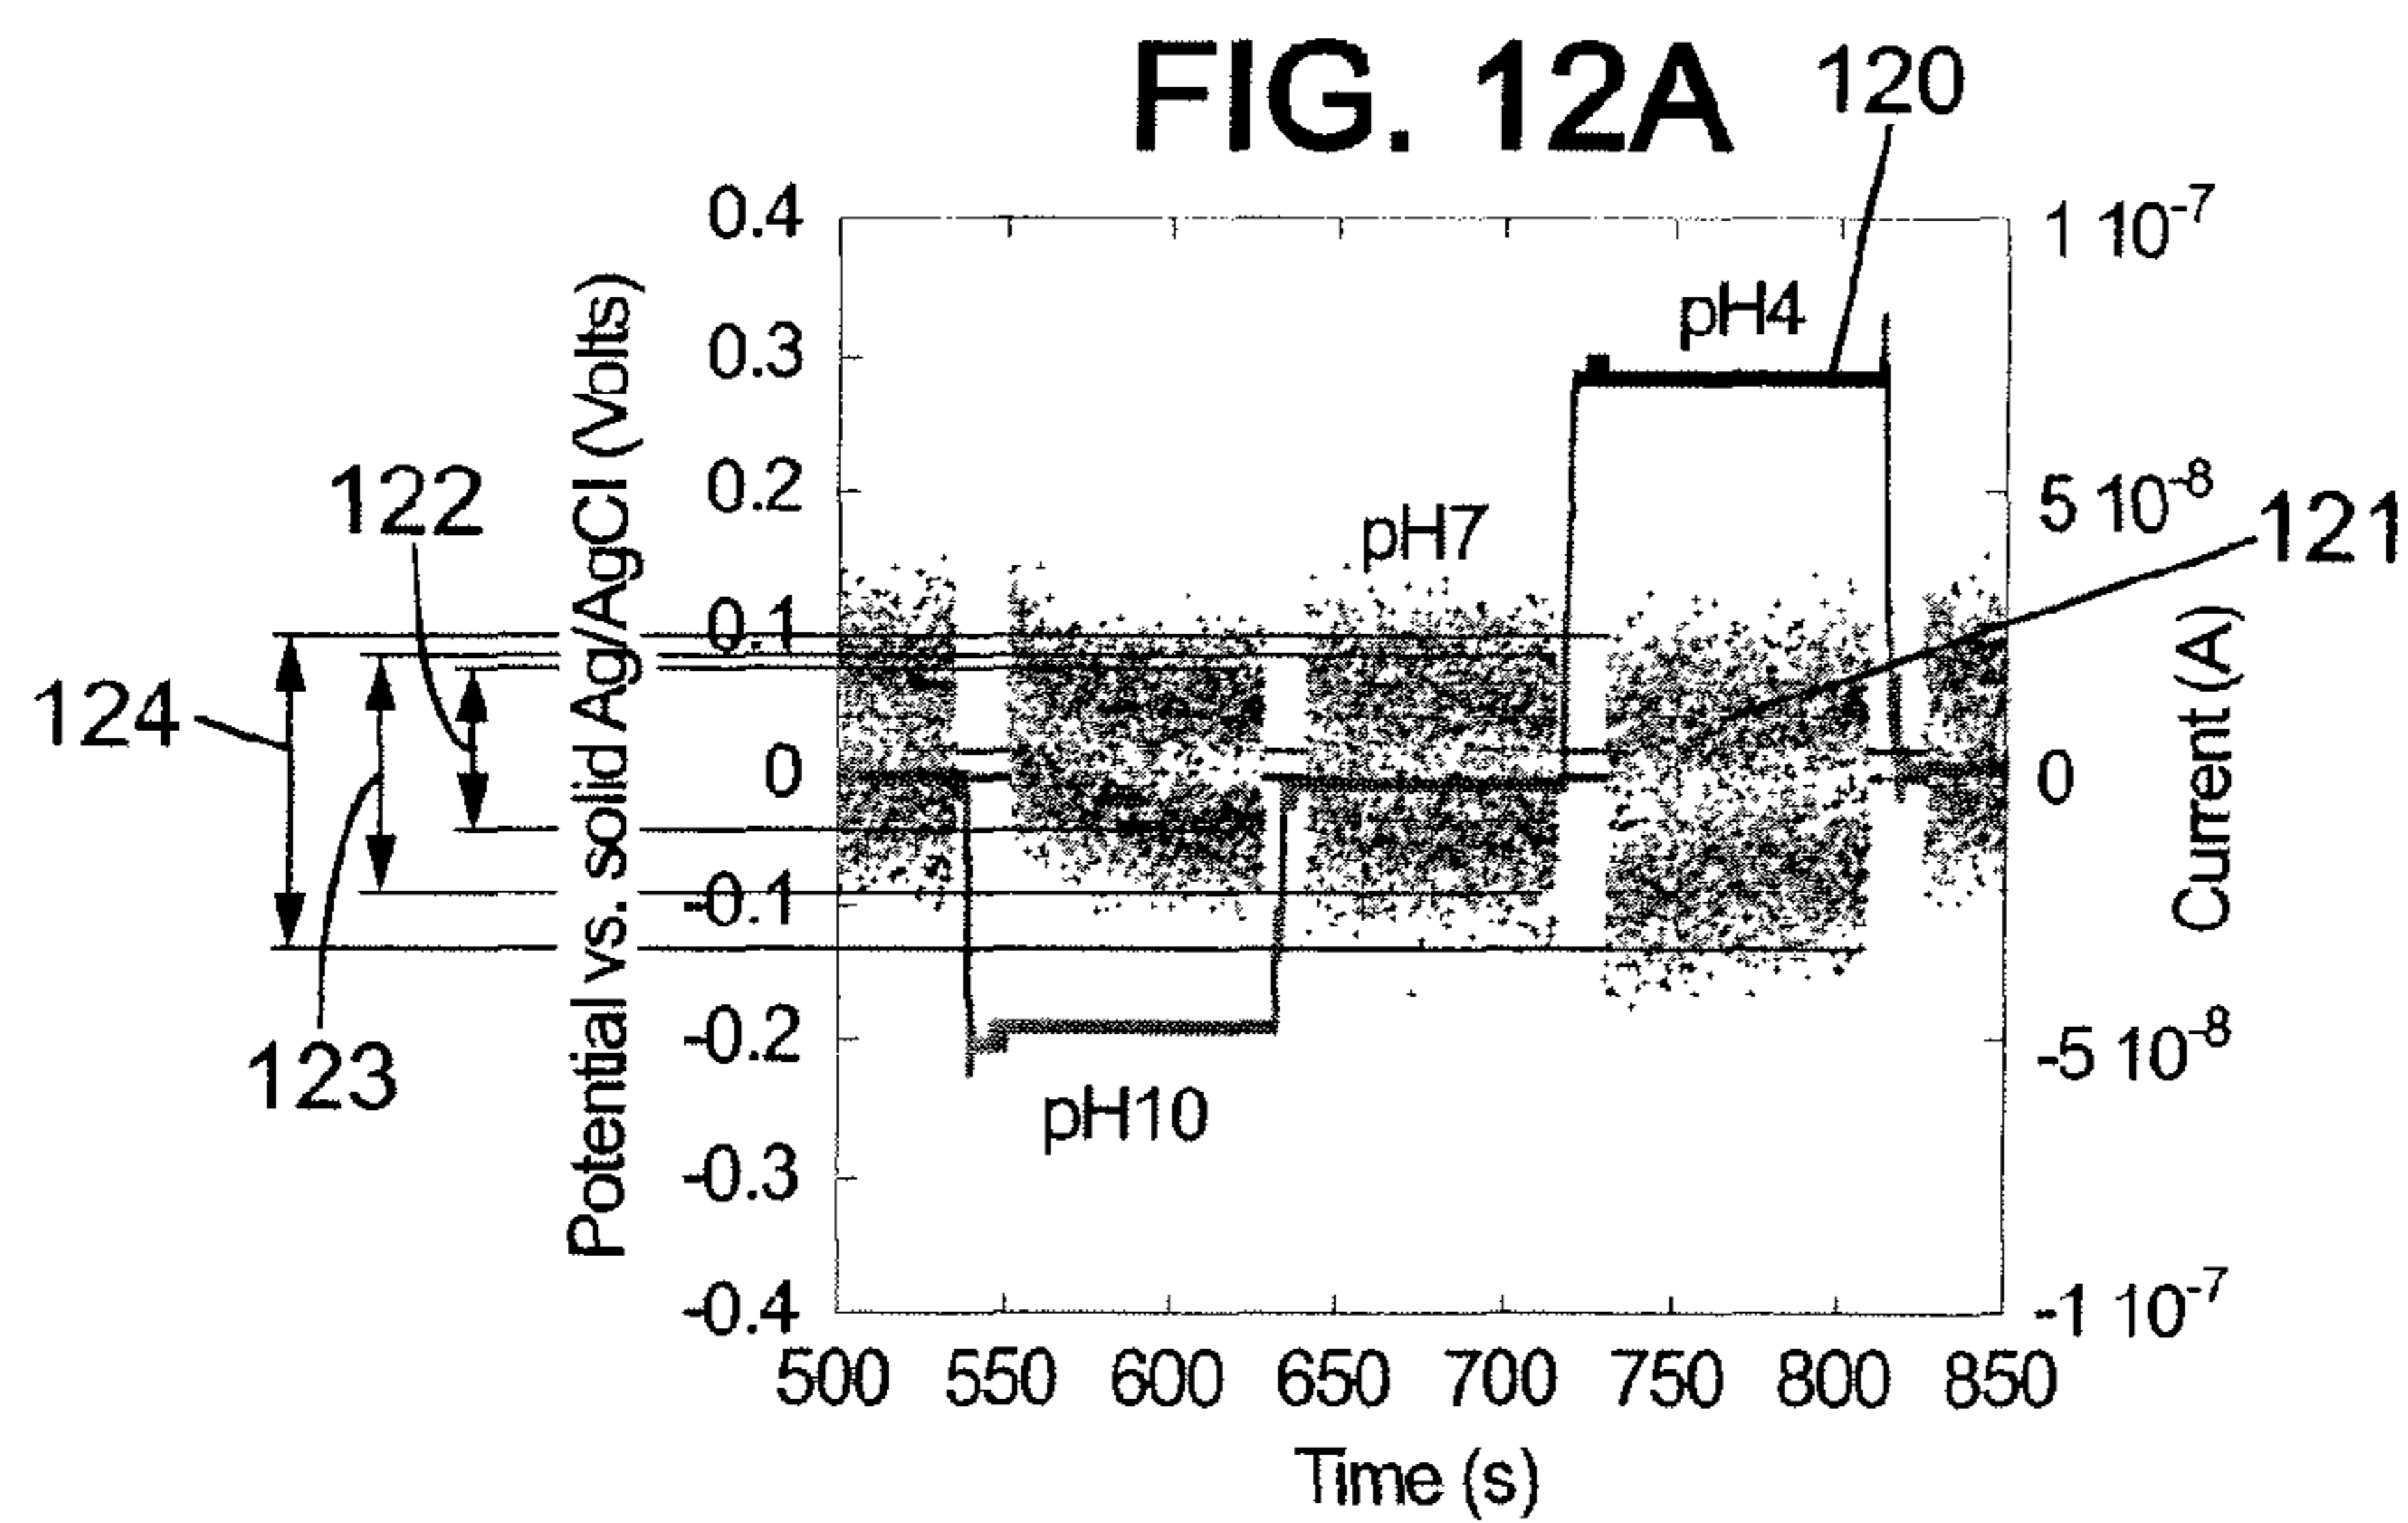 FIG. 12A
120
0.4
1 10-7
pH4
0.3
122
0.2
5 10-8
121
pH7
0.1
124
Potential vs. solid Ag/AgCl (Volts)
0
0
Current (A)
-0.1
-0.2
-5 10-8
123
pH10
-0.3
-0.4
-1 10-7
500 550 600 650 700 750 800 850
Time (s)